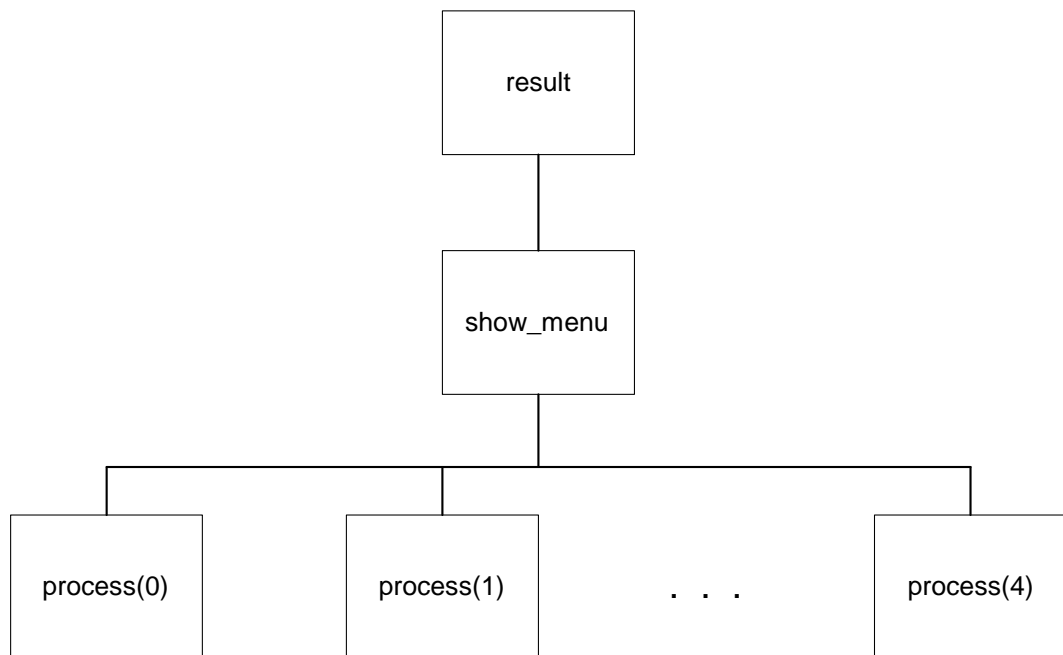 result
show_menu
process(0)
process(1)
. . .
process(4)